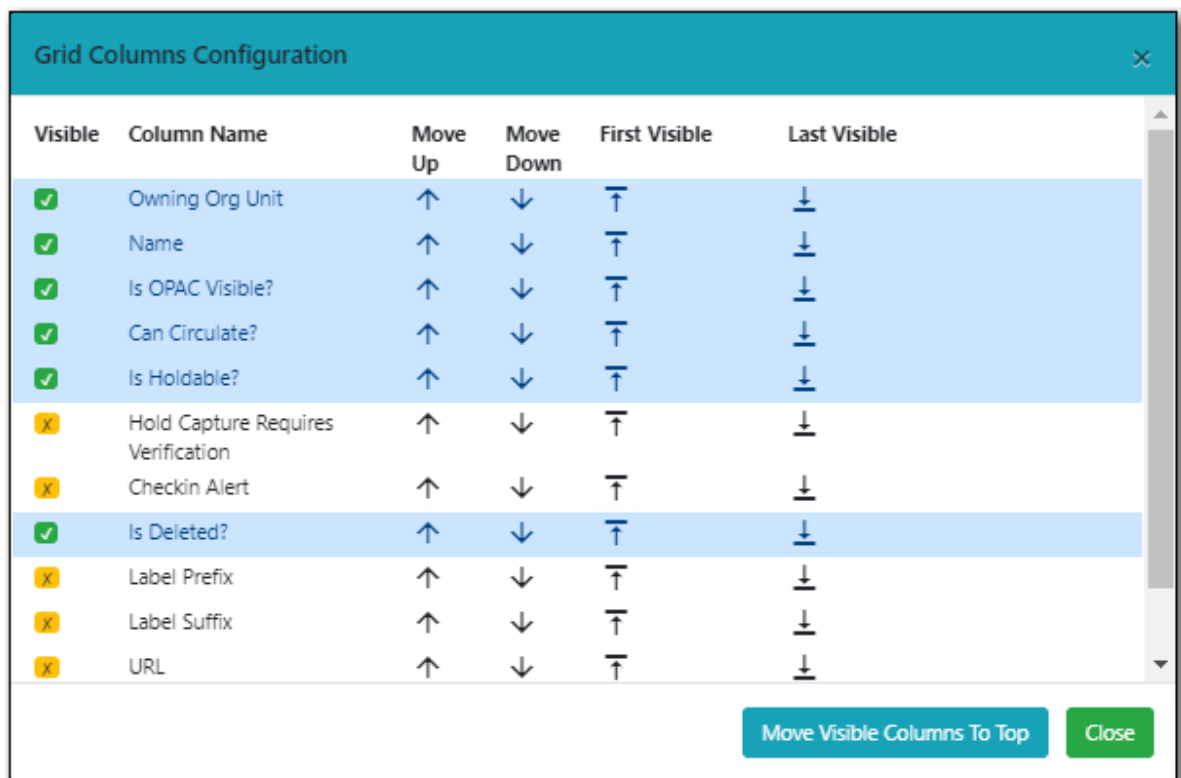 Grid Columns Configuration ×
Visible Column Name Move Up Move Down First Visible Last Visible
Owning Org Unit
Name
Is OPAC Visible?
Can Circulate?
Is Holdable?
X Hold Capture Requires
Verification
X Checkin Alert
Is Deleted?
X Label Prefix
X Label Suffix
X URL
Move Visible Columns To Top Close